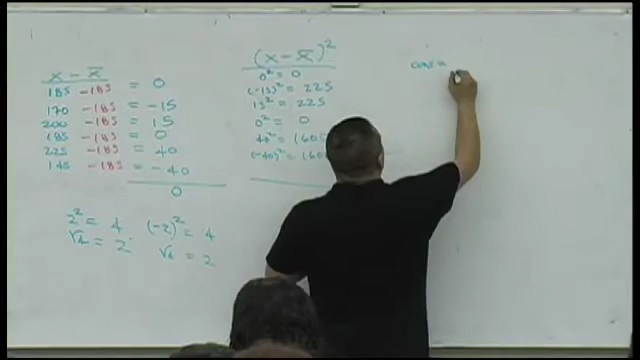 x - x̄
185 - 185 = 0
170 - 185 = -15
200 - 185 = 15
185 - 185 = 0
225 - 185 = 40
145 - 185 = -40
0
2² = 4
√4 = 2
(-2)² = 4
√4 = 2
(x - x̄)²
0² = 0
(-15)² = 225
15² = 225
0² = 0
40² = 160
(-40)² = 160